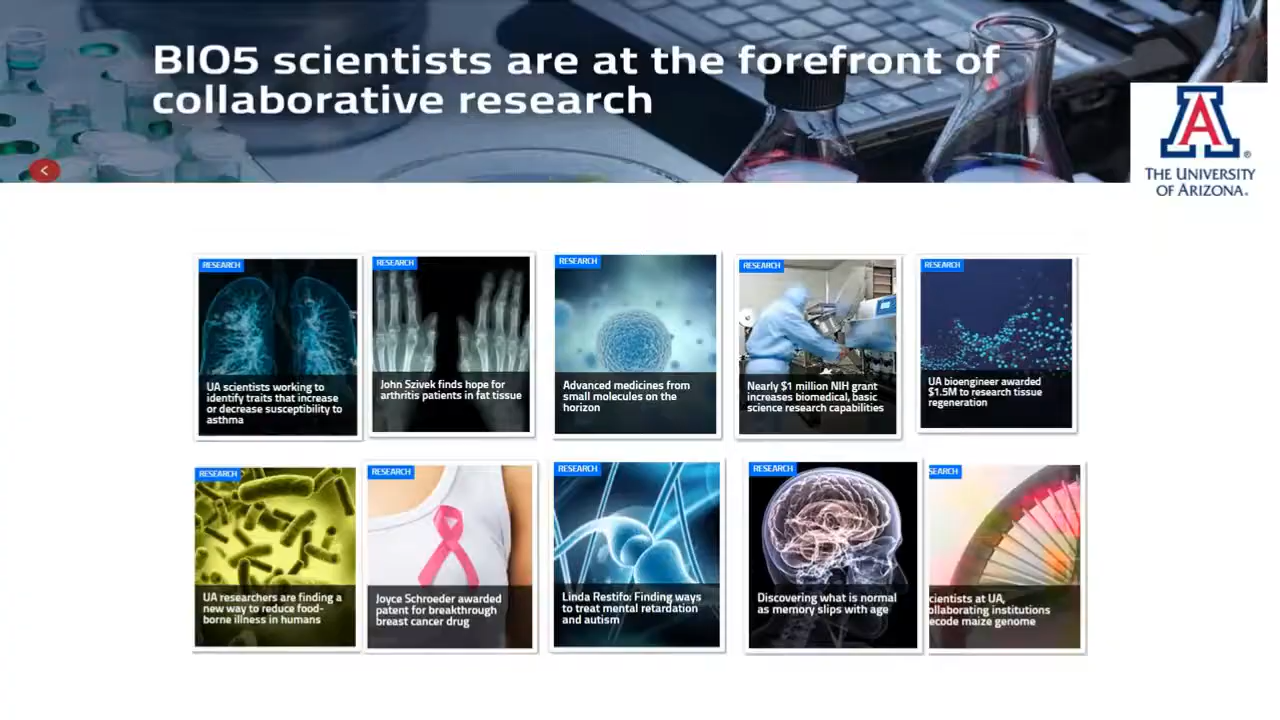 BIO5 scientists are at the forefront of
collaborative research
A
®
THE UNIVERSITY
OF ARIZONA®
<
RESEARCH
UA scientists working to
identify traits that increase
or decrease susceptibility to
asthma
RESEARCH
John Szivek finds hope for
arthritis patients in fat tissue
RESEARCH
Advanced medicines from
small molecules on the
horizon
RESEARCH
Nearly $1 million NIH grant
increases biomedical, basic
science research capabilities
RESEARCH
UA bioengineer awarded
$1.5M to research tissue
regeneration
RESEARCH
UA researchers are finding a
new way to reduce food-
borne illness in humans
RESEARCH
Joyce Schroeder awarded
patent for breakthrough
breast cancer drug
RESEARCH
Linda Restifo: Finding ways
to treat mental retardation
and autism
RESEARCH
Discovering what is normal
as memory slips with age
SEARCH
cientists at UA,
ollaborating institutions
ecode maize genome